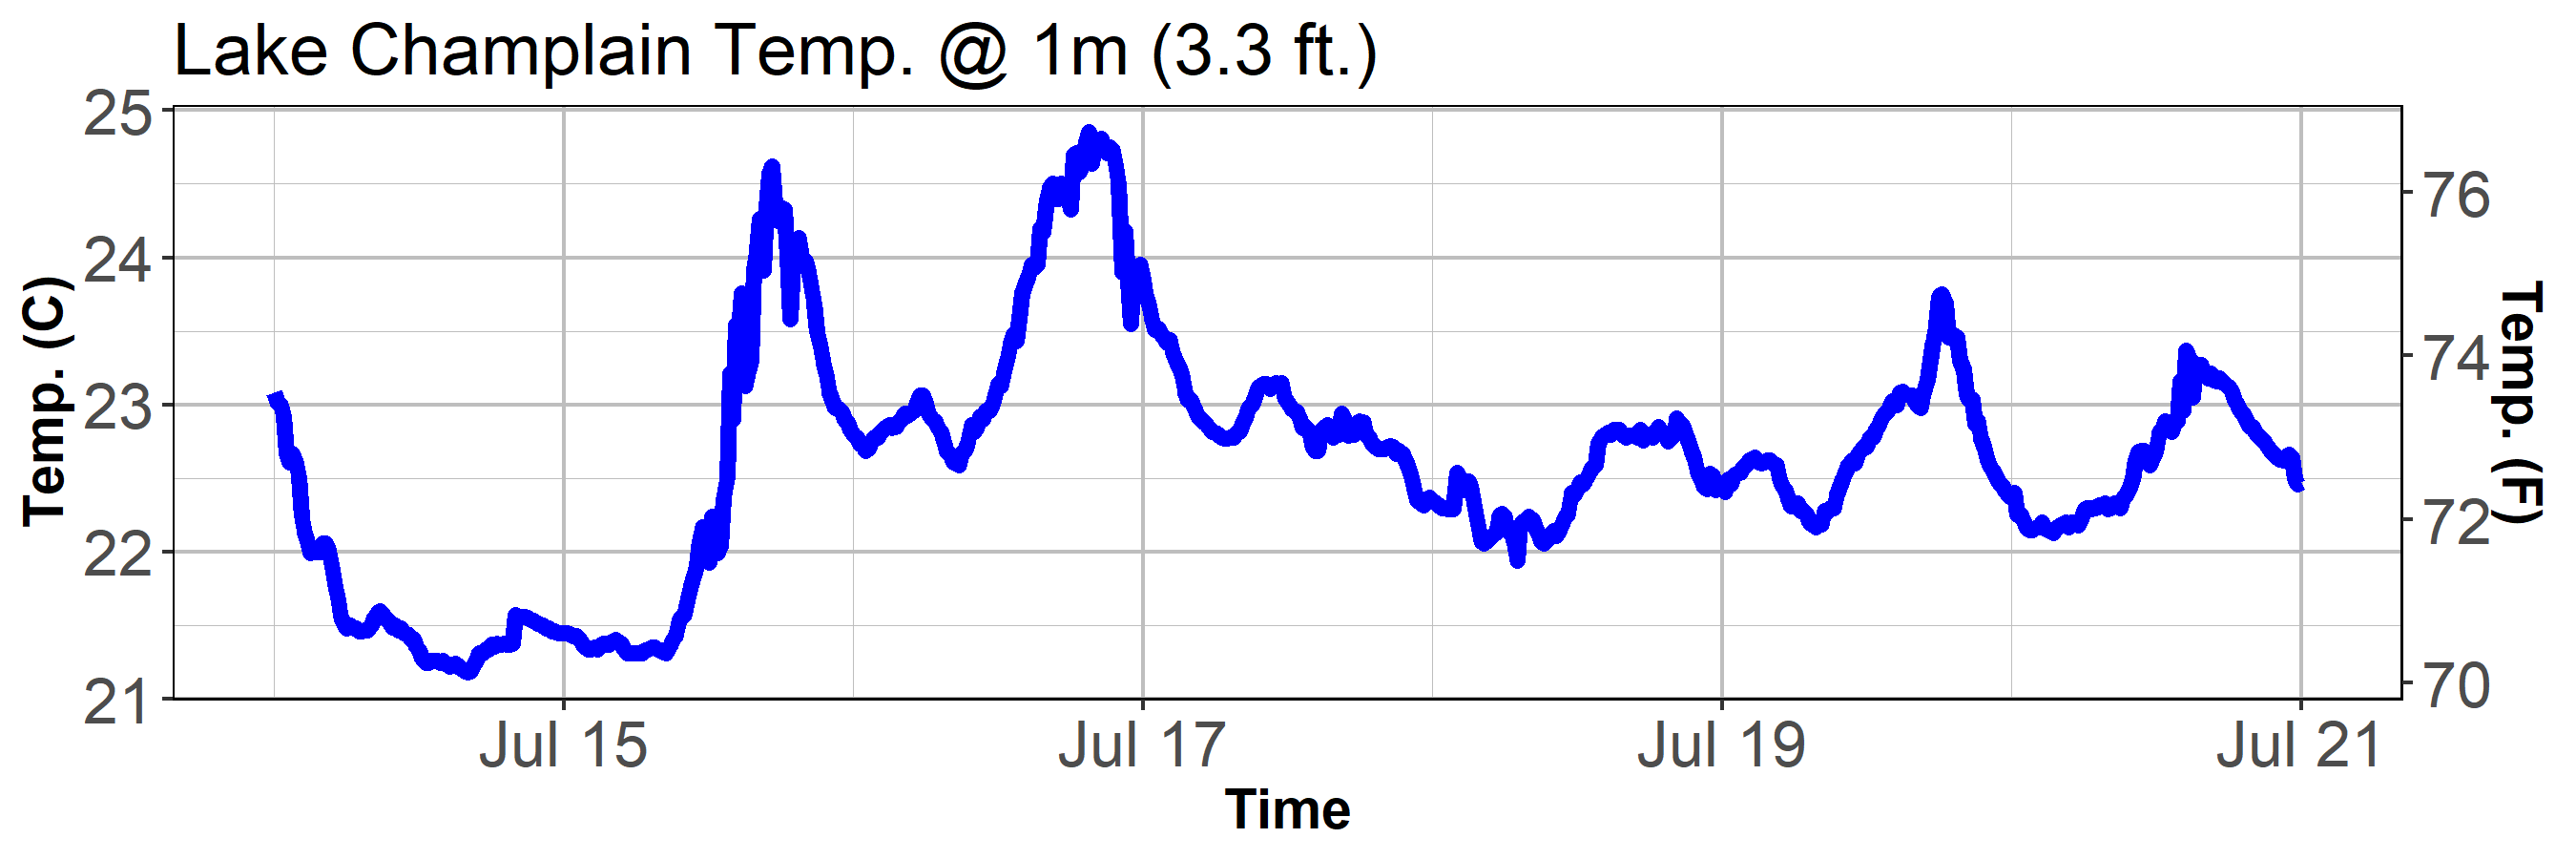 Lake Champlain Temp. @ 1m (3.3 ft.)
Temp. (C)
25
24
23
22
21
76
74
72
70
Temp. (F)
Jul 15 Jul 17 Jul 19 Jul 21
Time